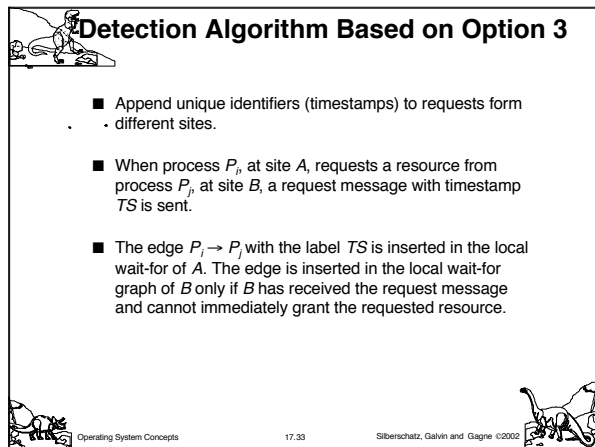 Detection Algorithm Based on Option 3
■ Append unique identifiers (timestamps) to requests form
different sites.
■ When process Pi, at site A, requests a resource from
process Pj, at site B, a request message with timestamp
TS is sent.
■ The edge Pi → Pj with the label TS is inserted in the local
wait-for of A. The edge is inserted in the local wait-for
graph of B only if B has received the request message
and cannot immediately grant the requested resource.
Operating System Concepts
17.33
Silberschatz, Galvin and Gagne ©2002